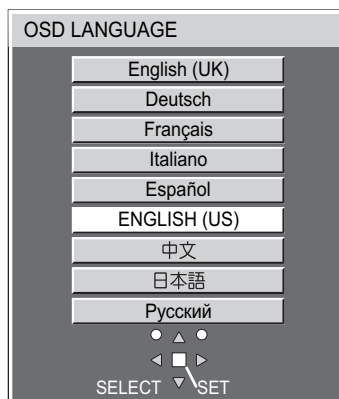 OSD LANGUAGE
English (UK)
Deutsch
Français
Italiano
Español
ENGLISH (US)
中文
日本語
Русский
SELECT SET